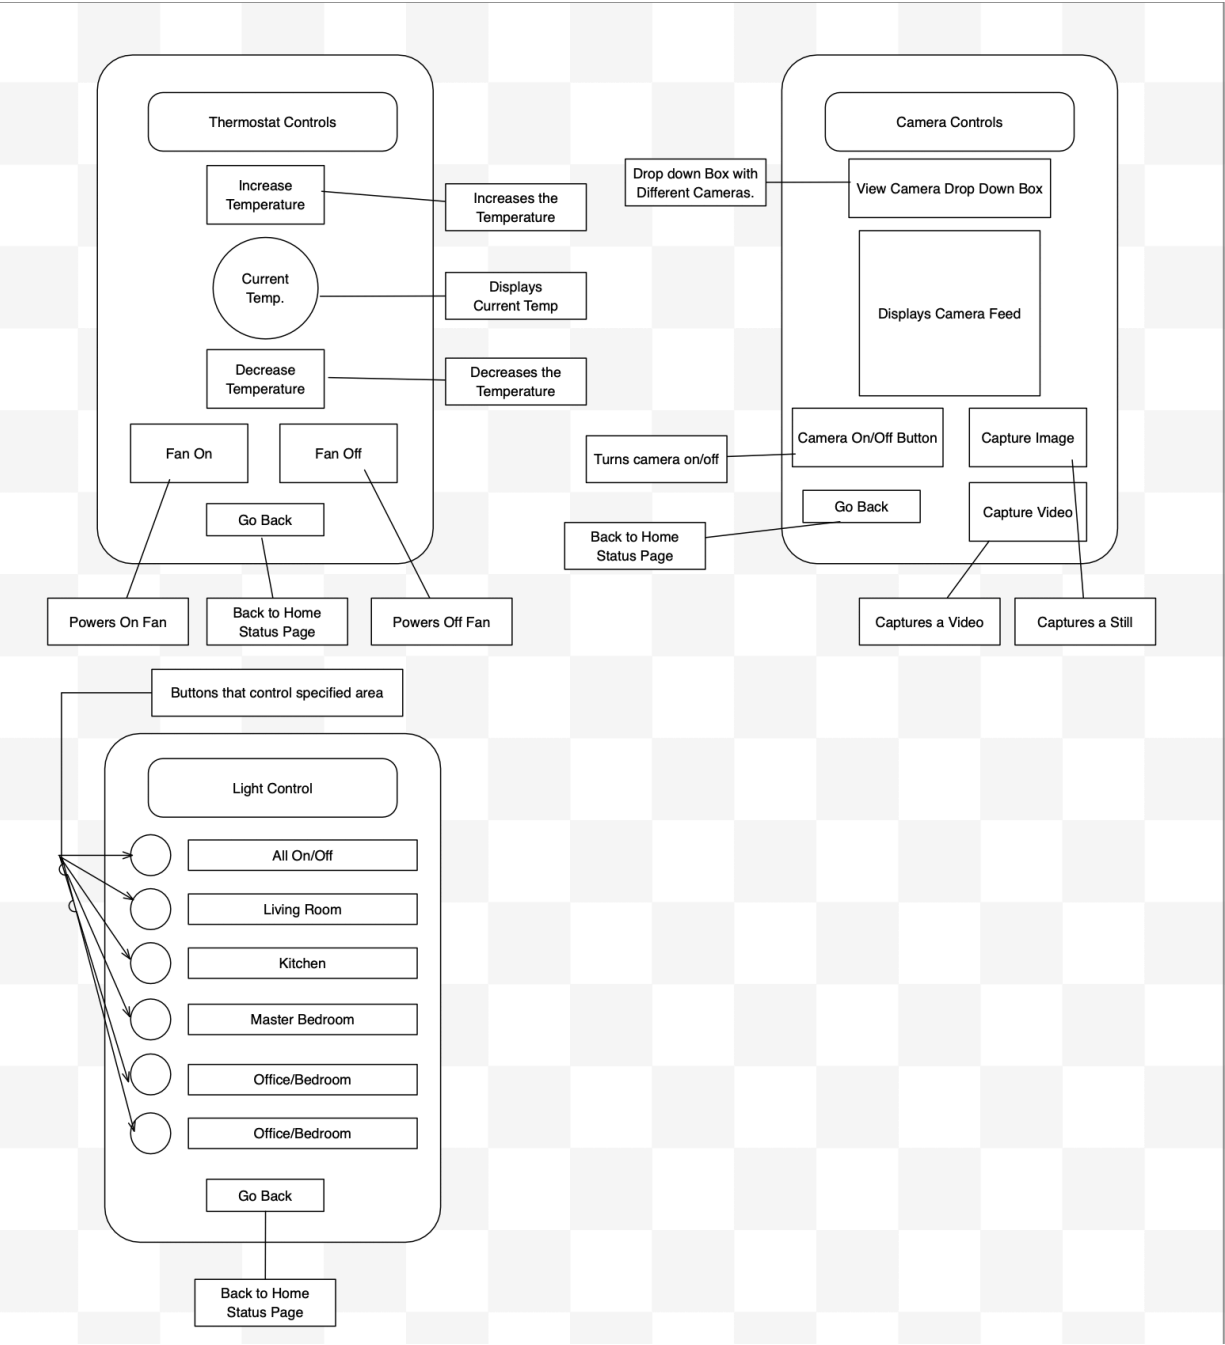 Thermostat Controls
Increase
Temperature
Increases the
Temperature
Current
Temp.
Displays
Current Temp
Decrease
Temperature
Decreases the
Temperature
Fan On
Fan Off
Go Back
Powers On Fan
Back to Home
Status Page
Powers Off Fan
Camera Controls
Drop down Box with
Different Cameras.
View Camera Drop Down Box
Displays Camera Feed
Camera On/Off Button
Capture Image
Turns camera on/off
Go Back
Capture Video
Back to Home
Status Page
Captures a Video
Captures a Still
Buttons that control specified area
Light Control
All On/Off
Living Room
Kitchen
Master Bedroom
Office/Bedroom
Office/Bedroom
Go Back
Back to Home
Status Page